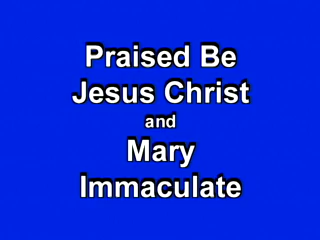 Praised Be
Jesus Christ
and
Mary
Immaculate